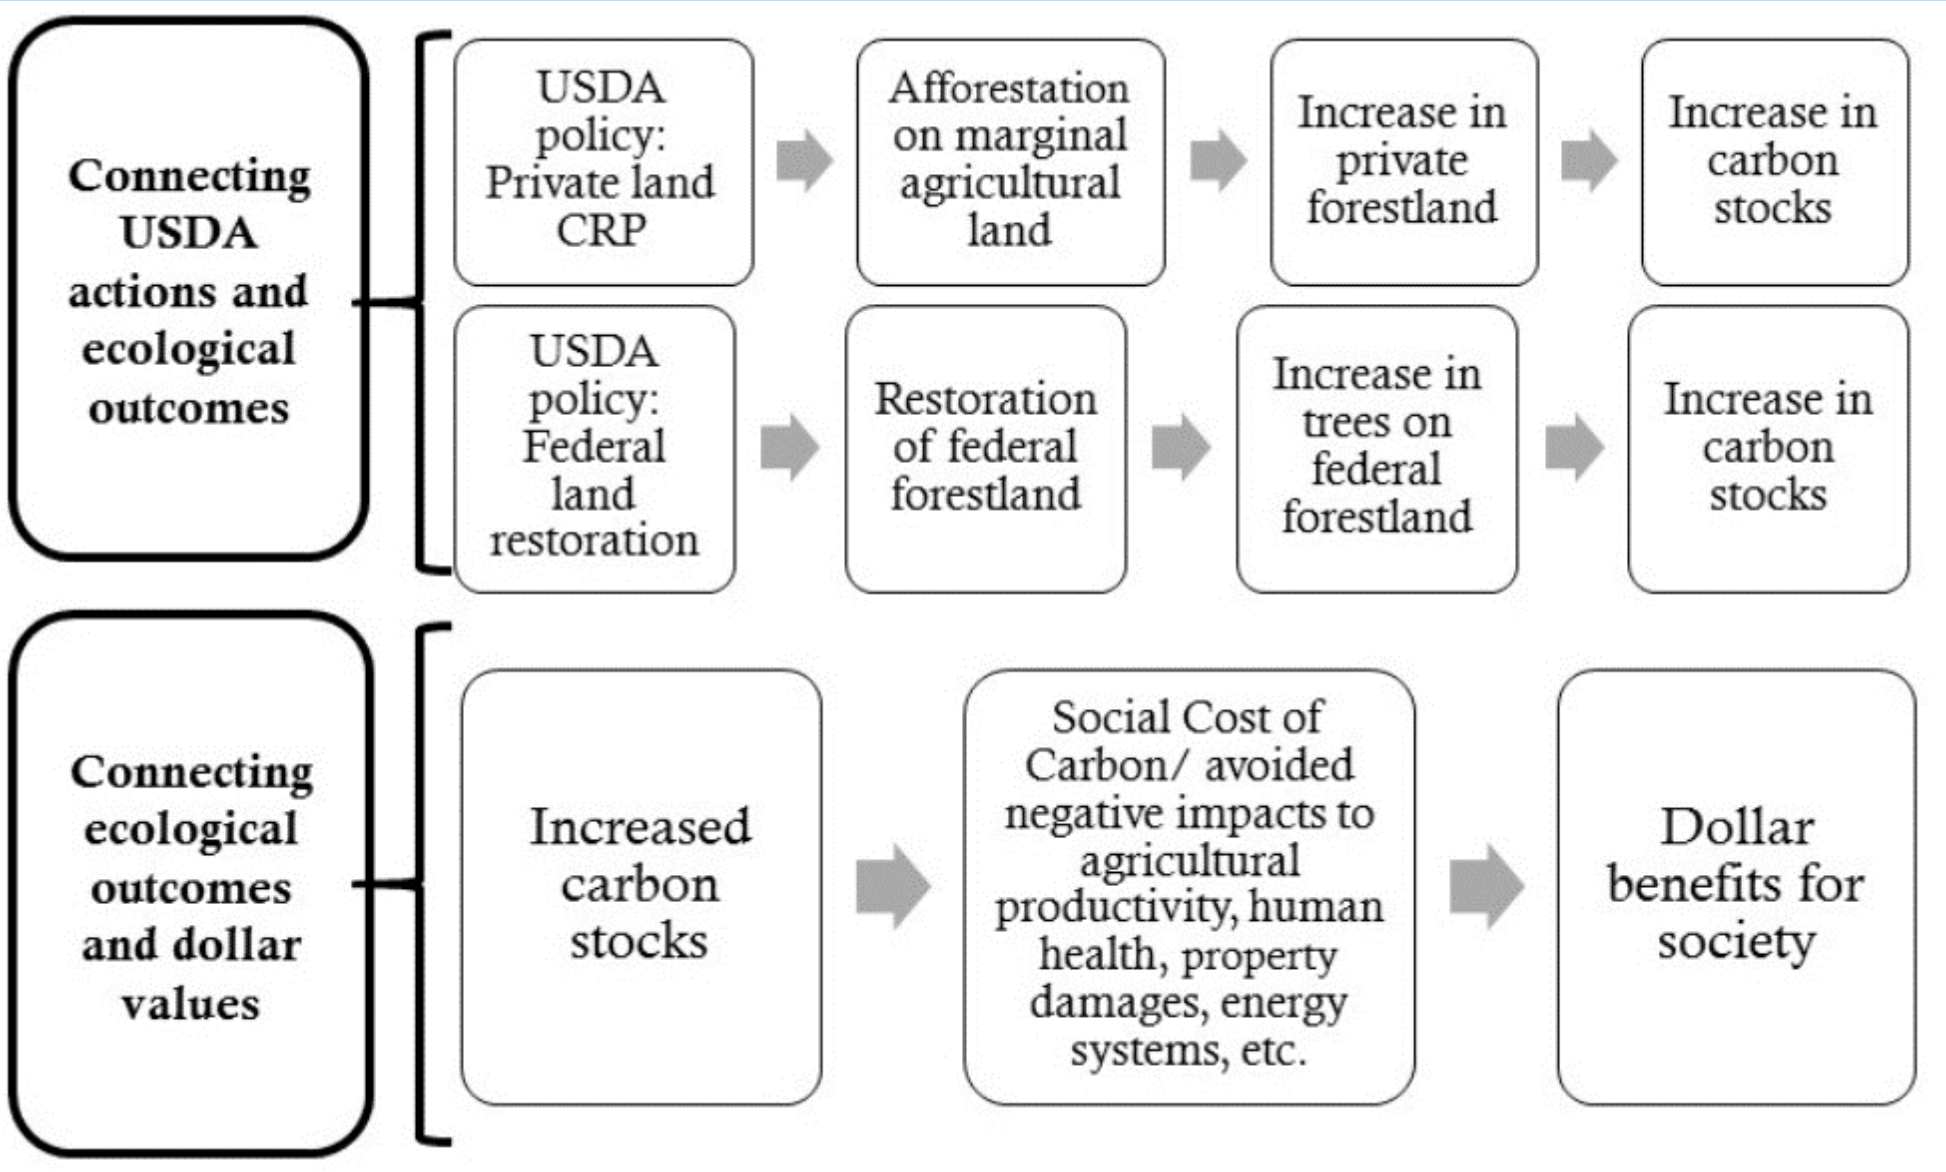 Connecting
USDA
actions and
ecological
outcomes
USDA
policy:
Private land
CRP
Afforestation
on marginal
agricultural
land
Increase in
private
forestland
Increase in
carbon
stocks
USDA
policy:
Federal
land
restoration
Restoration
of federal
forestland
Increase in
trees on
federal
forestland
Increase in
carbon
stocks
Connecting
ecological
outcomes
and dollar
values
Increased
carbon
stocks
Social Cost of
Carbon/ avoided
negative impacts to
agricultural
productivity, human
health, property
damages, energy
systems, etc.
Dollar
benefits for
society